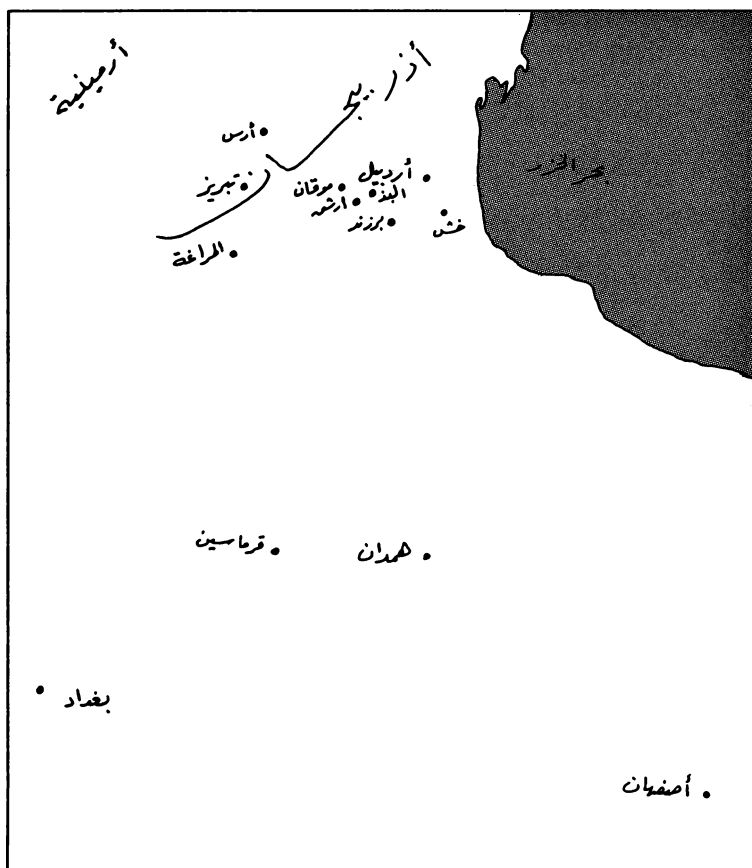 أرمينية
أذربيجان
بحر الخزر
أرس
تبريز
المراغة
موقان
أردبيل
البذ
أرشق
برزند
خش
قرماسين
همدان
بغداد
أصفهان